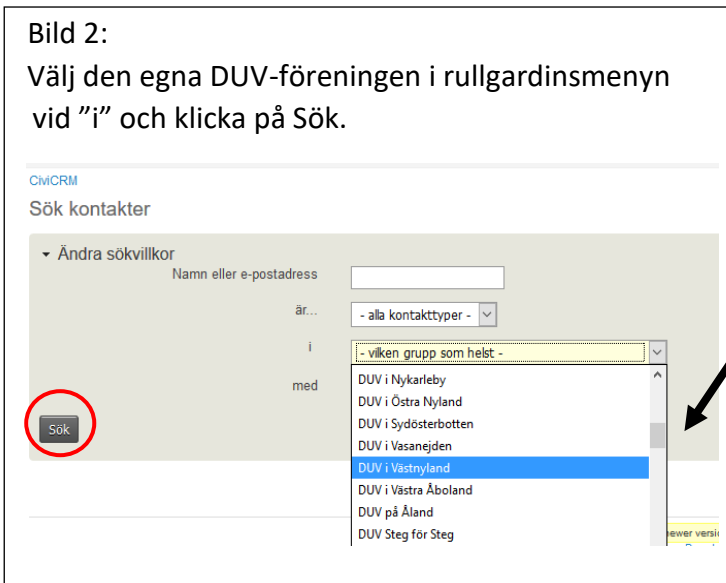 Bild 2:
Välj den egna DUV-föreningen i rullgardinsmenyn
vid ”i” och klicka på Sök.
CiviCRM
Sök kontakter
Ändra sökvillkor
Namn eller e-postadress
är... - alla kontakttyper -
i - vilken grupp som helst -
med
DUV i Nykarleby
DUV i Östra Nyland
DUV i Sydösterbotten
DUV i Vasanejden
DUV i Västnyland
DUV i Västra Åboland
DUV på Åland
DUV Steg för Steg
Sök
newer versi